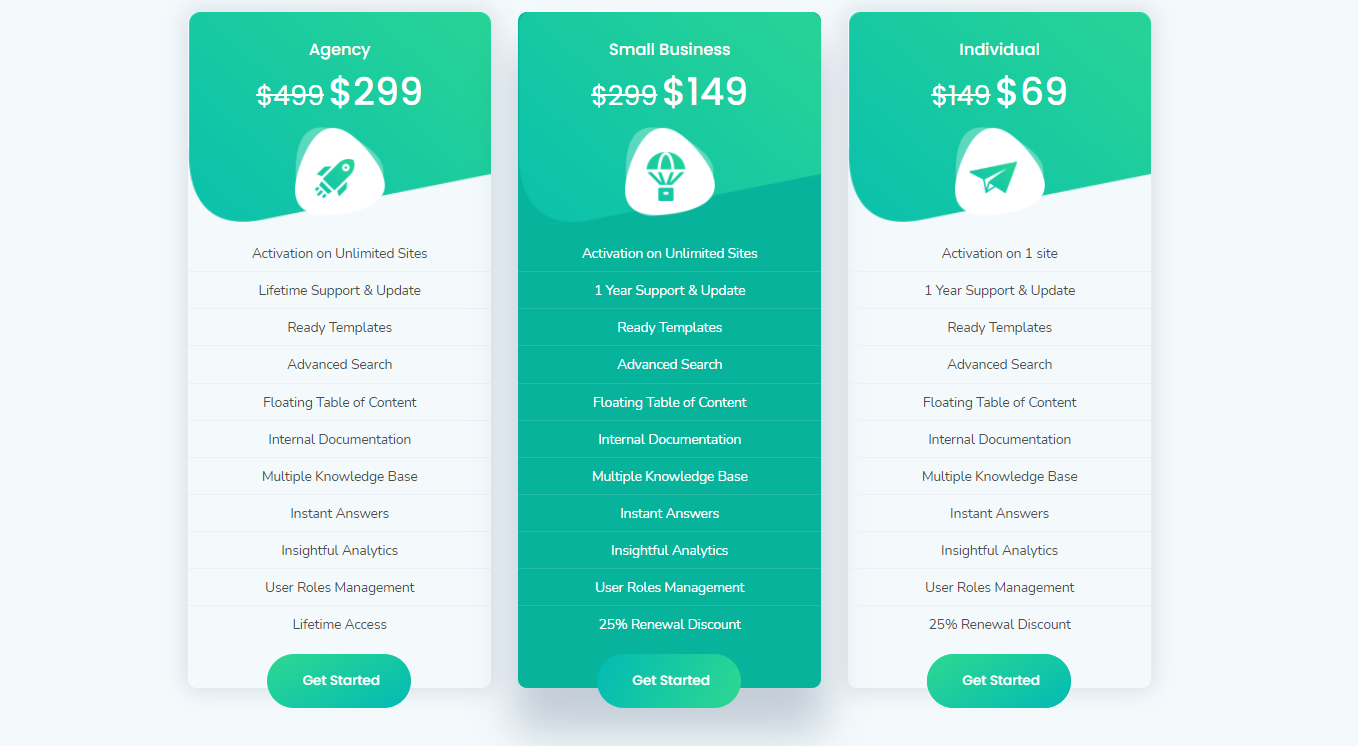 Agency
$499 $299
Activation on Unlimited Sites
Lifetime Support & Update
Ready Templates
Advanced Search
Floating Table of Content
Internal Documentation
Multiple Knowledge Base
Instant Answers
Insightful Analytics
User Roles Management
Lifetime Access
Get Started
Small Business
$299 $149
Activation on Unlimited Sites
1 Year Support & Update
Ready Templates
Advanced Search
Floating Table of Content
Internal Documentation
Multiple Knowledge Base
Instant Answers
Insightful Analytics
User Roles Management
25% Renewal Discount
Get Started
Individual
$149 $69
Activation on 1 site
1 Year Support & Update
Ready Templates
Advanced Search
Floating Table of Content
Internal Documentation
Multiple Knowledge Base
Instant Answers
Insightful Analytics
User Roles Management
25% Renewal Discount
Get Started